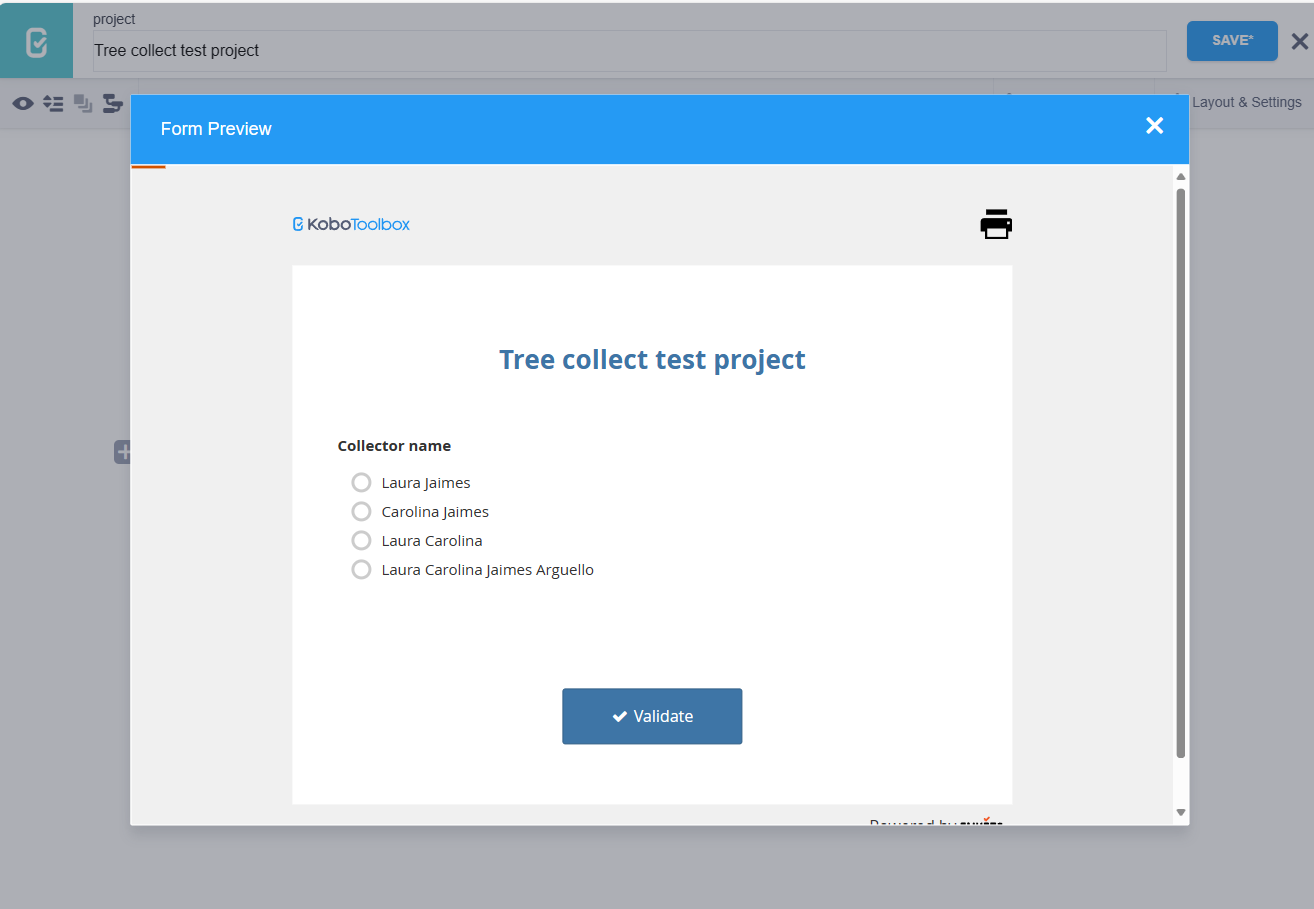 project
Tree collect test project
SAVE*
Layout & Settings
Form Preview
KoboToolbox
Tree collect test project
Collector name
Laura Jaimes
Carolina Jaimes
Laura Carolina
Laura Carolina Jaimes Arguello
Validate
Powered by